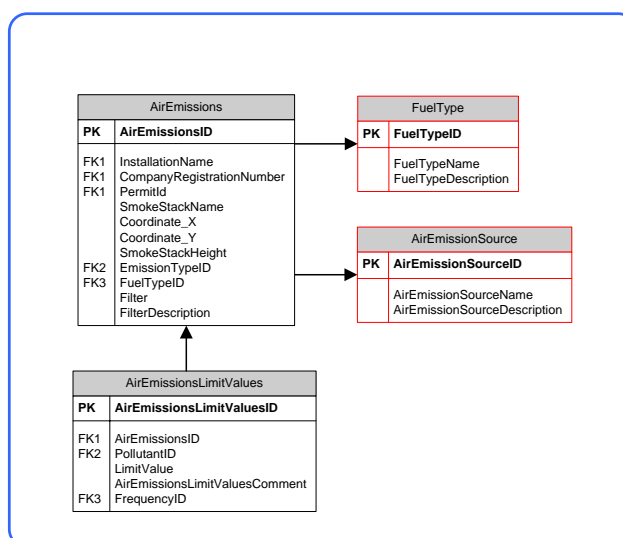 AirEmissions
PK AirEmissionsID
FK1 InstallationName
FK1 CompanyRegistrationNumber
FK1 PermitId
SmokeStackName
Coordinate_X
Coordinate_Y
SmokeStackHeight
FK2 EmissionTypeID
FK3 FuelTypeID
Filter
FilterDescription
FuelType
PK FuelTypeID
FuelTypeName
FuelTypeDescription
AirEmissionSource
PK AirEmissionSourceID
AirEmissionSourceName
AirEmissionSourceDescription
AirEmissionsLimitValues
PK AirEmissionsLimitValuesID
FK1 AirEmissionsID
FK2 PollutantID
LimitValue
AirEmissionsLimitValuesComment
FK3 FrequencyID